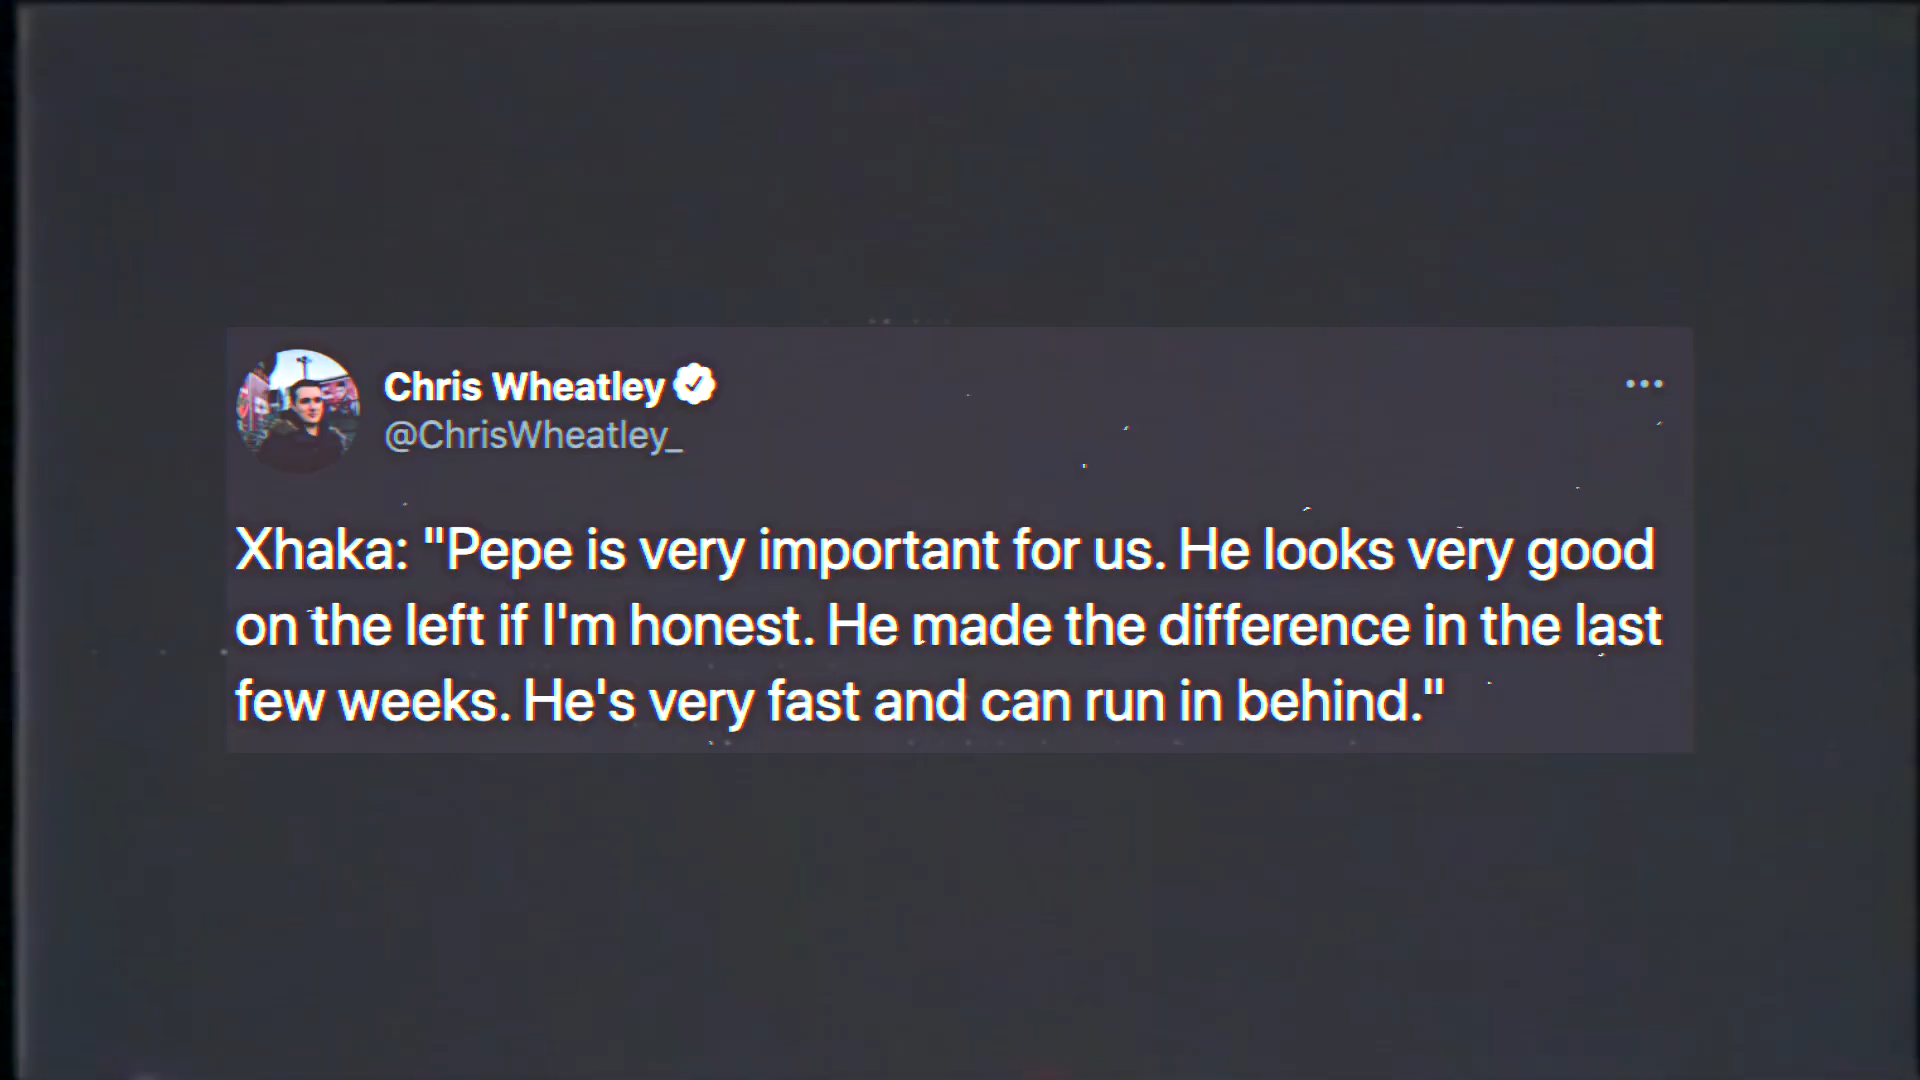 Chris Wheatley
@ChrisWheatley_
Xhaka: "Pepe is very important for us. He looks very good
on the left if I'm honest. He made the difference in the last
few weeks. He's very fast and can run in behind."